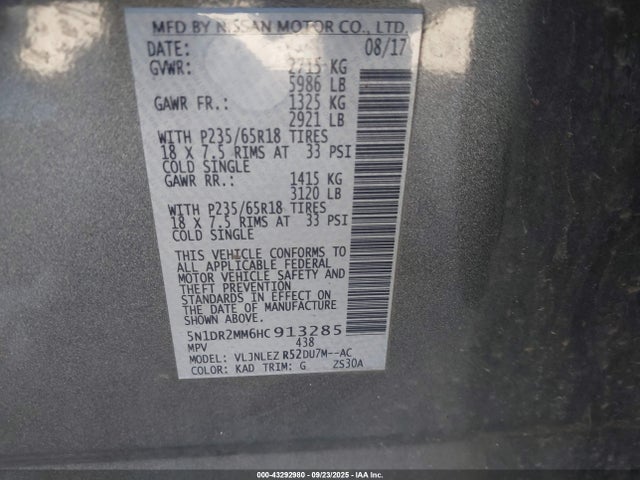 MFD BY NISSAN MOTOR CO., LTD.
DATE: 08/17
GVWR: 2715 KG
5986 LB
GAWR FR.: 1325 KG
2921 LB
WITH P235/65R18 TIRES
18 X 7.5 RIMS AT 33 PSI
COLD SINGLE
GAWR RR.: 1415 KG
3120 LB
WITH P235/65R18 TIRES
18 X 7.5 RIMS AT 33 PSI
COLD SINGLE
THIS VEHICLE CONFORMS TO
ALL APPLICABLE FEDERAL
MOTOR VEHICLE SAFETY AND
THEFT PREVENTION
STANDARDS IN EFFECT ON
THE DATE OF MANUFACTURE
SHOWN ABOVE.
5N1DR2MM6HC913285
MPV 438
MODEL: VLJNLEZ R52DU7M--AC
COLOR: KAD TRIM: G ZS30A
000-43292980 - 09/23/2025 - IAA Inc.